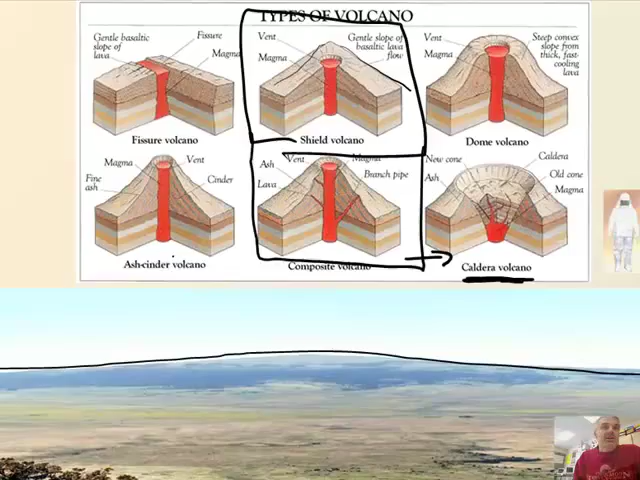 TYPES OF VOLCANO
Gentle basaltic
slope of
lava
Fissure
Magma
Fissure volcano
Vent
Magma
Gentle slope of
basaltic lava
flow
Shield volcano
Vent
Magma
Steep convex
slope from
thick, fast-
cooling
lava
Dome volcano
Magma
Vent
Fine
ash
Cinder
Ash-cinder volcano
Ash
Vent
Magma
Lava
Branch pipe
Composite volcano
New cone
Caldera
Ash
Old cone
Magma
Caldera volcano